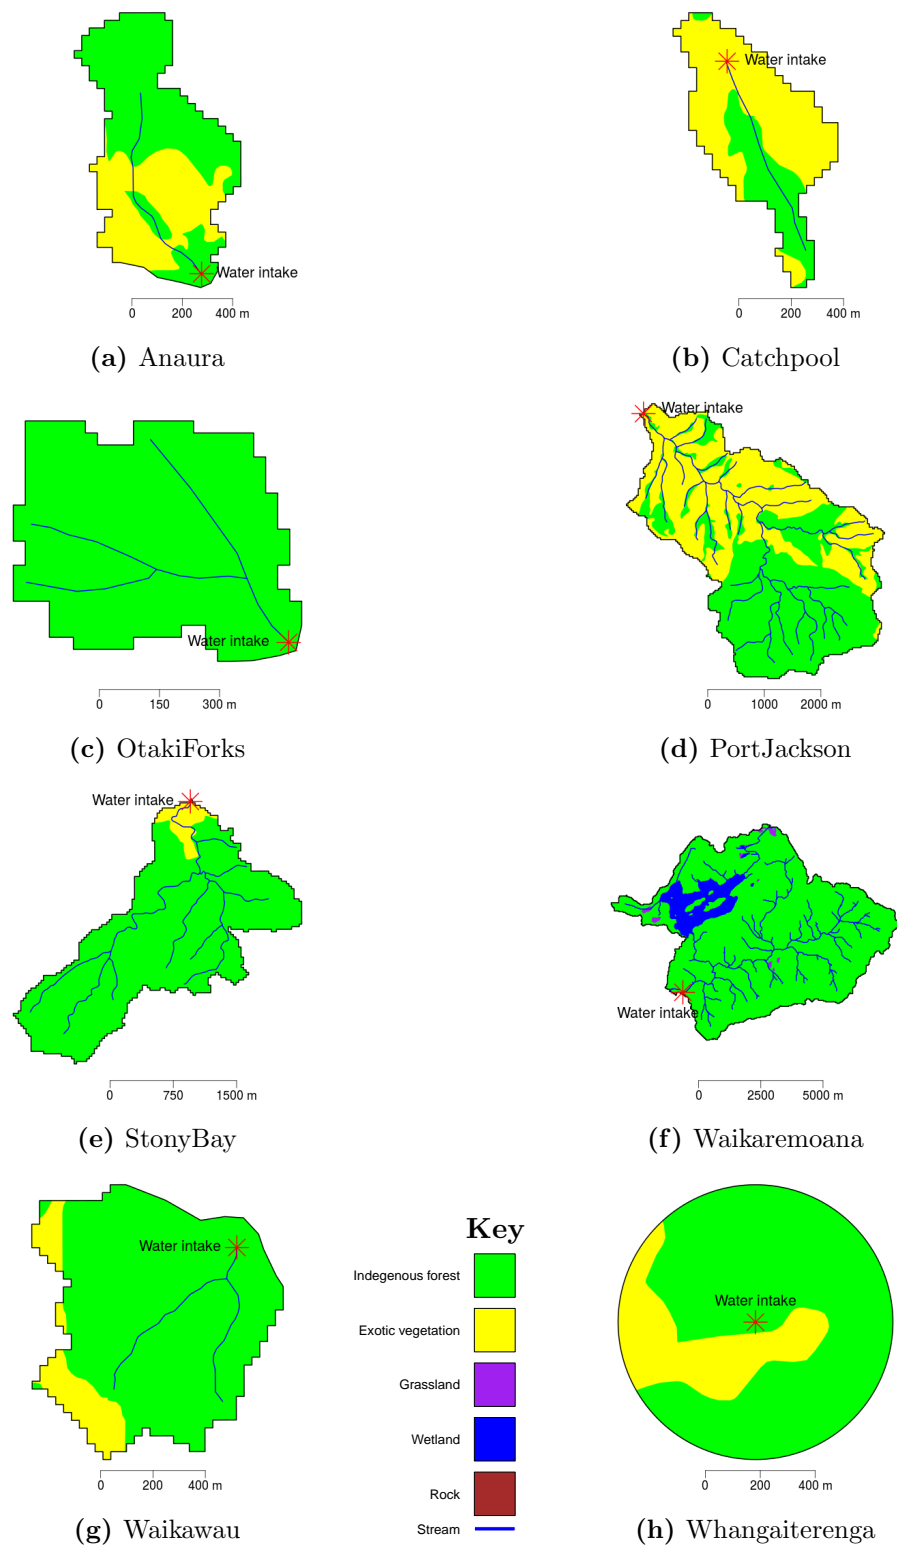 Water intake
0 200 400 m
(a) Anaura
Water intake
0 200 400 m
(b) Catchpool
Water intake
0 150 300 m
(c) OtakiForks
Water intake
0 1000 2000 m
(d) PortJackson
Water intake
0 750 1500 m
(e) StonyBay
Water intake
0 2500 5000 m
(f) Waikaremoana
Water intake
0 200 400 m
(g) Waikawau
Key
Indegenous forest
Exotic vegetation
Grassland
Wetland
Rock
Stream
Water intake
0 200 400 m
(h) Whangaiterenga